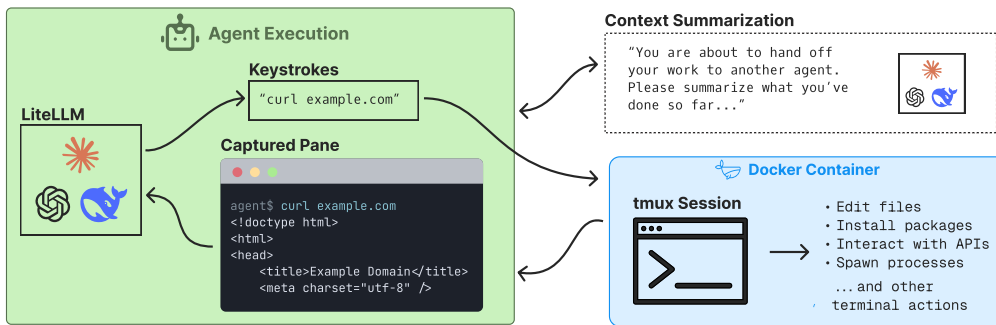 Agent Execution
Keystrokes
“curl example.com”
LiteLLM
Captured Pane
agent$ curl example.com
<!doctype html>
<html>
<head>
<title>Example Domain</title>
<meta charset="utf-8" />
Context Summarization
“You are about to hand off
your work to another agent.
Please summarize what you’ve
done so far...”
Docker Container
tmux Session
• Edit files
• Install packages
• Interact with APIs
• Spawn processes
...and other
terminal actions